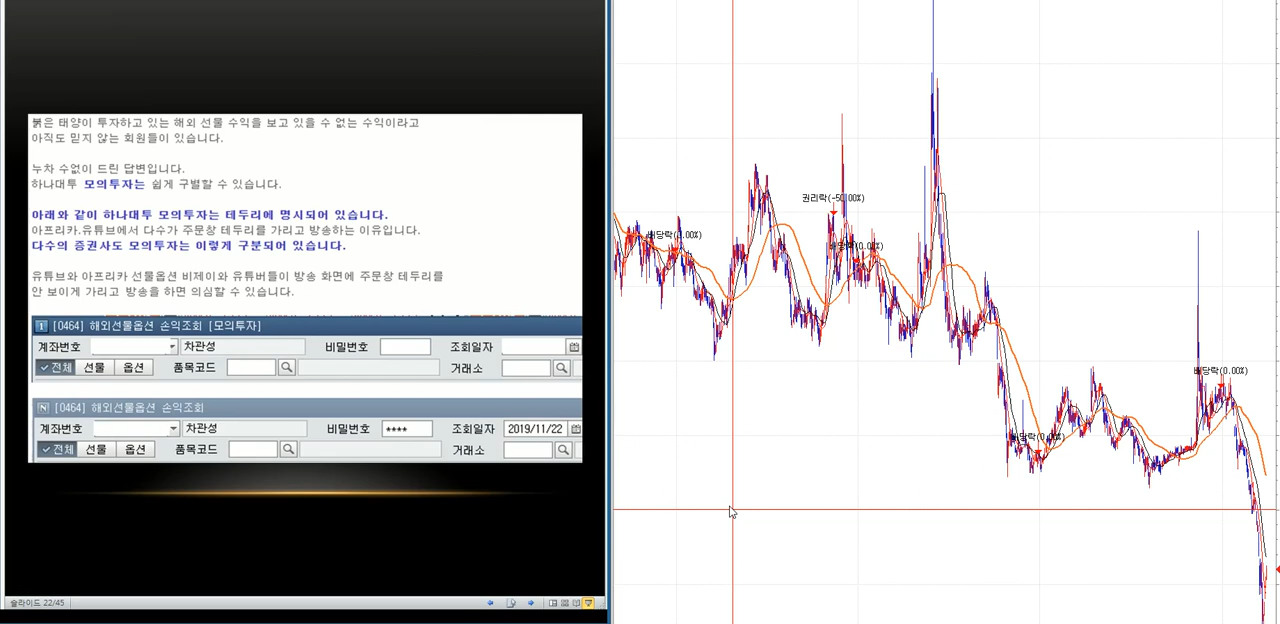 붉은 태양이 투자하고 있는 해외 선물 수익을 보고 있을 수 없는 수익이라고
아직도 믿지 않는 회원들이 있습니다.
누차 수없이 드린 답변입니다.
하나대투 모의투자는 쉽게 구별할 수 있습니다.
아래와 같이 하나대투 모의투자는 테두리에 명시되어 있습니다.
아프리카.유튜브에서 다수가 주문창 테두리를 가리고 방송하는 이유입니다.
다수의 증권사도 모의투자는 이렇게 구분되어 있습니다.
유튜브와 아프리카 선물옵션 비제이와 유튜버들이 방송 화면에 주문창 테두리를
안 보이게 가리고 방송을 하면 의심할 수 있습니다.
1 [0464] 해외선물옵션 손익조회 [모의투자]
계좌번호 차관성 비밀번호 조회일자
전체 선물 옵션 품목코드 거래소
N [0464] 해외선물옵션 손익조회
계좌번호 차관성 비밀번호 **** 조회일자 2019/11/22
전체 선물 옵션 품목코드 거래소
슬라이드 22/45
권리락(-50.00%)
배당락(0.00%)
배당락(0.00%)
배당락(0.00%)
배당락(0.00%)